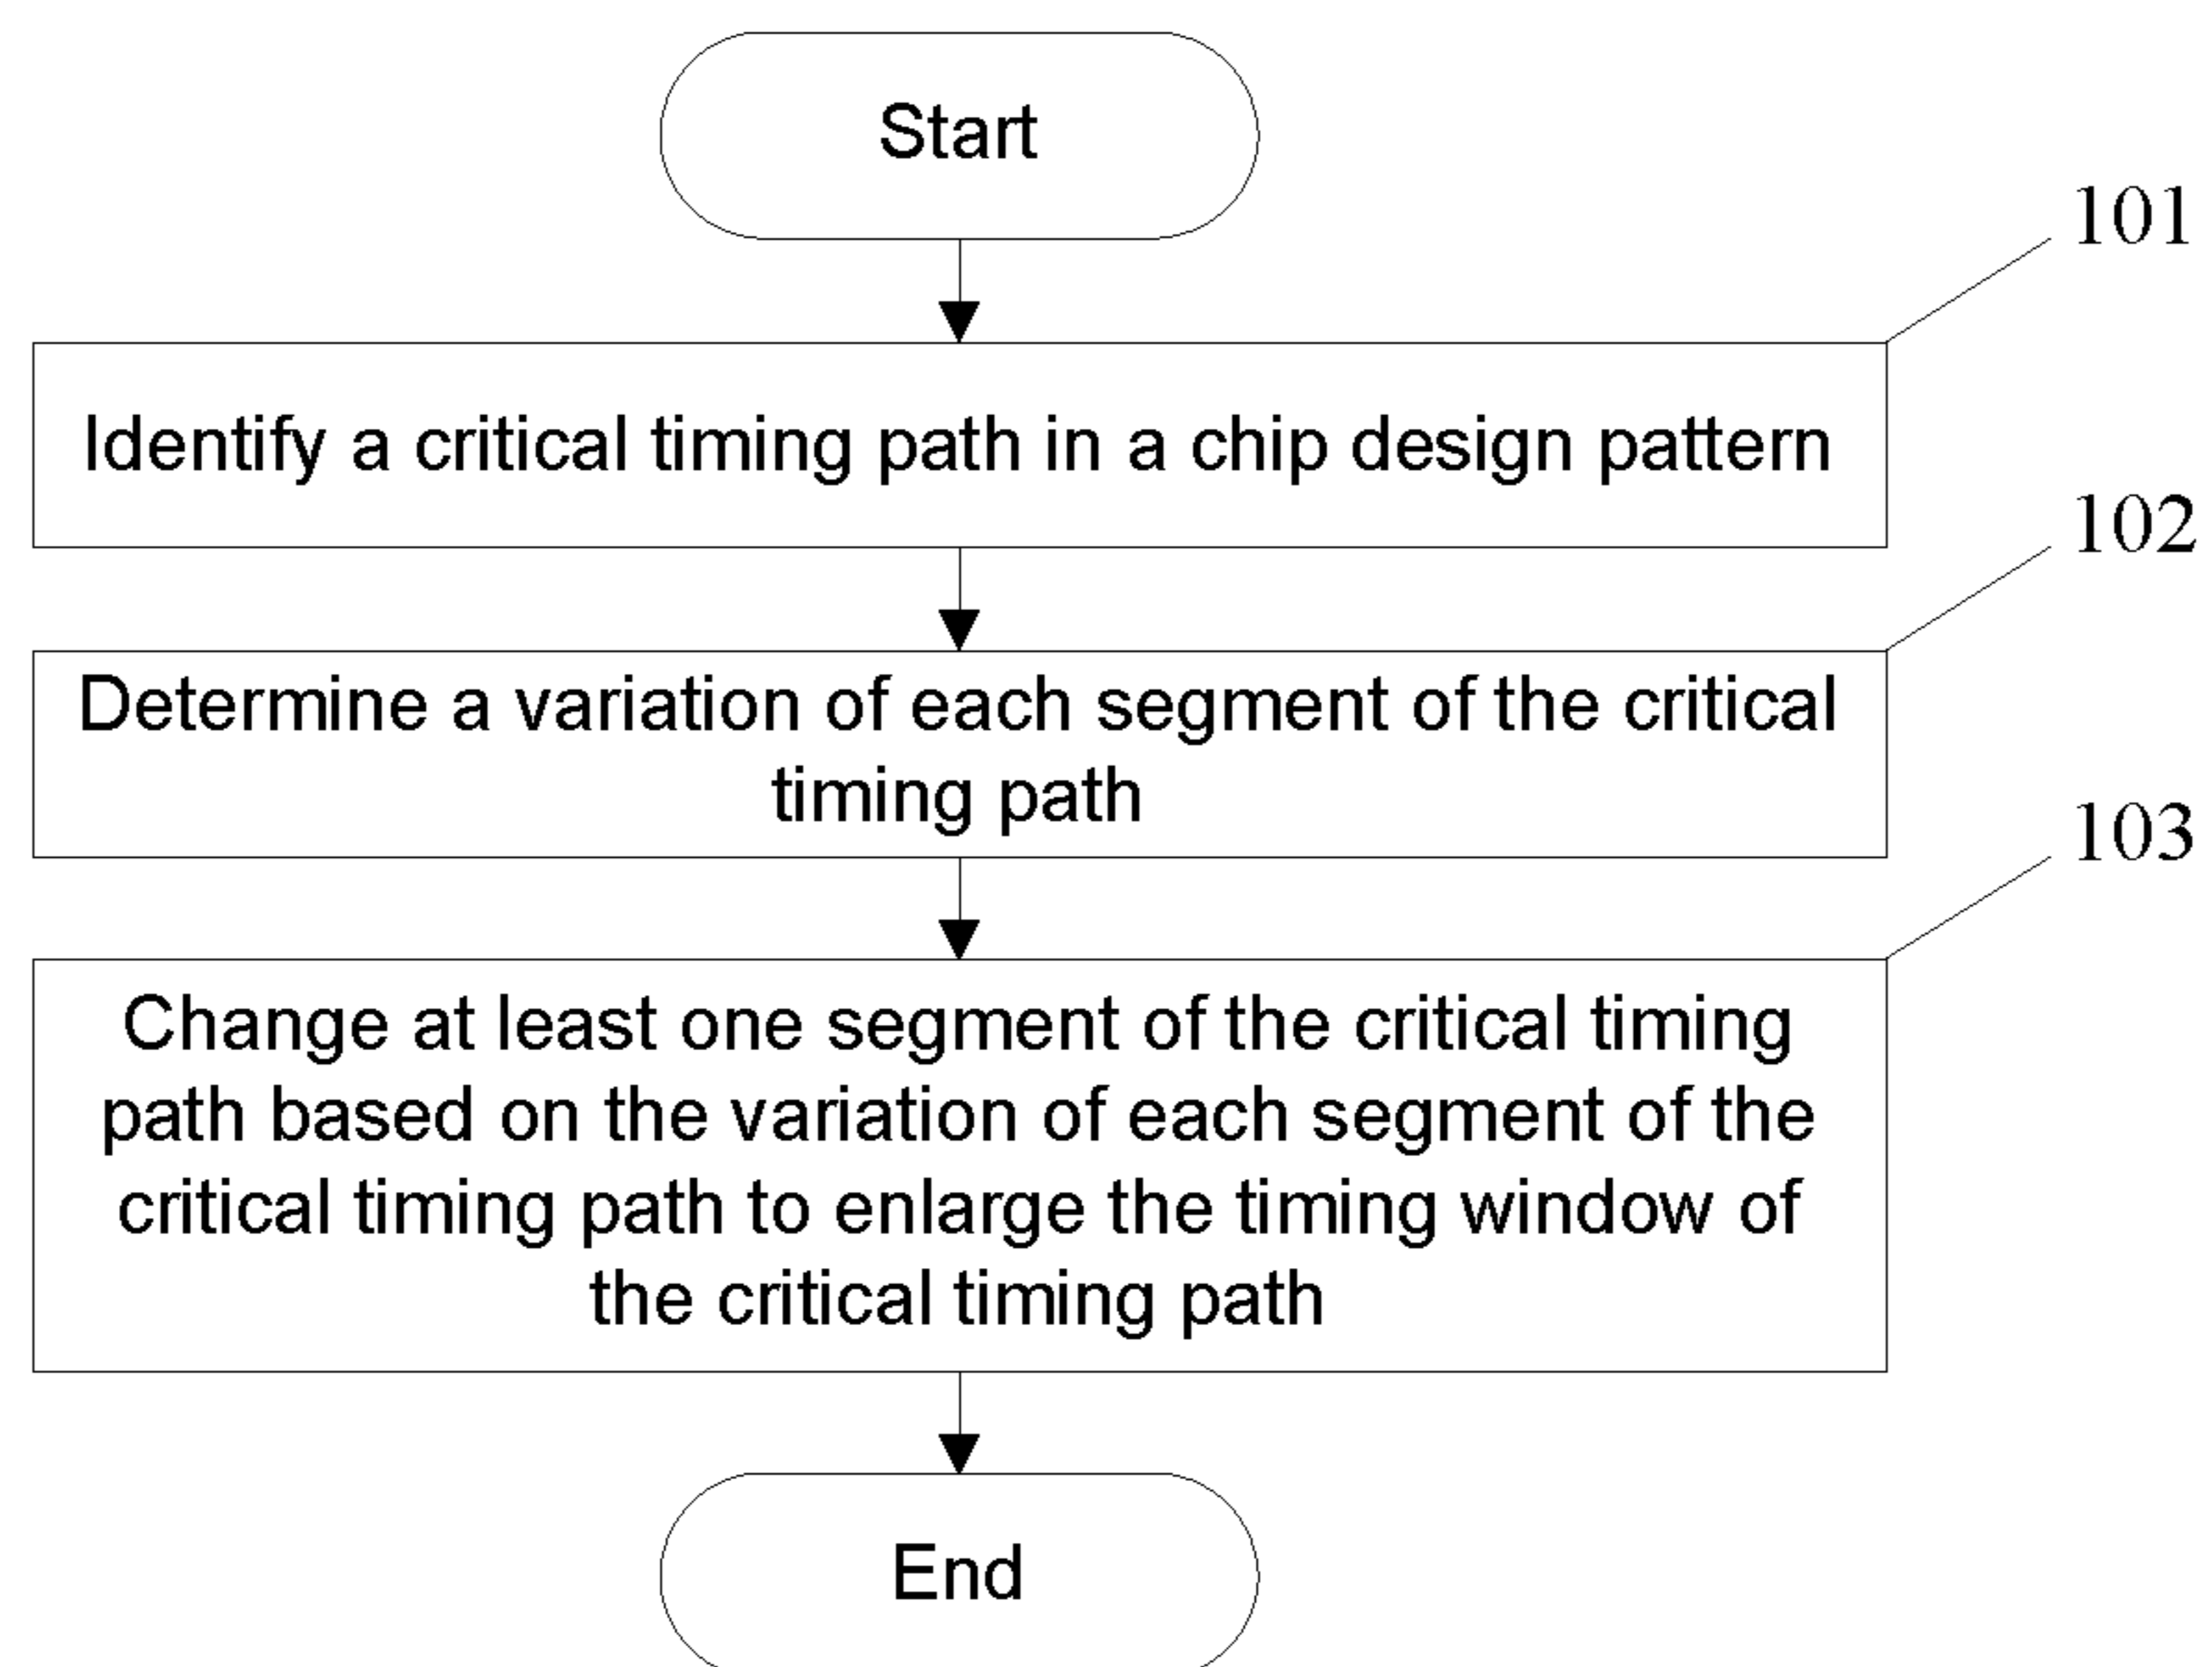 Start
101
Identify a critical timing path in a chip design pattern
102
Determine a variation of each segment of the critical
timing path
103
Change at least one segment of the critical timing
path based on the variation of each segment of the
critical timing path to enlarge the timing window of
the critical timing path
End